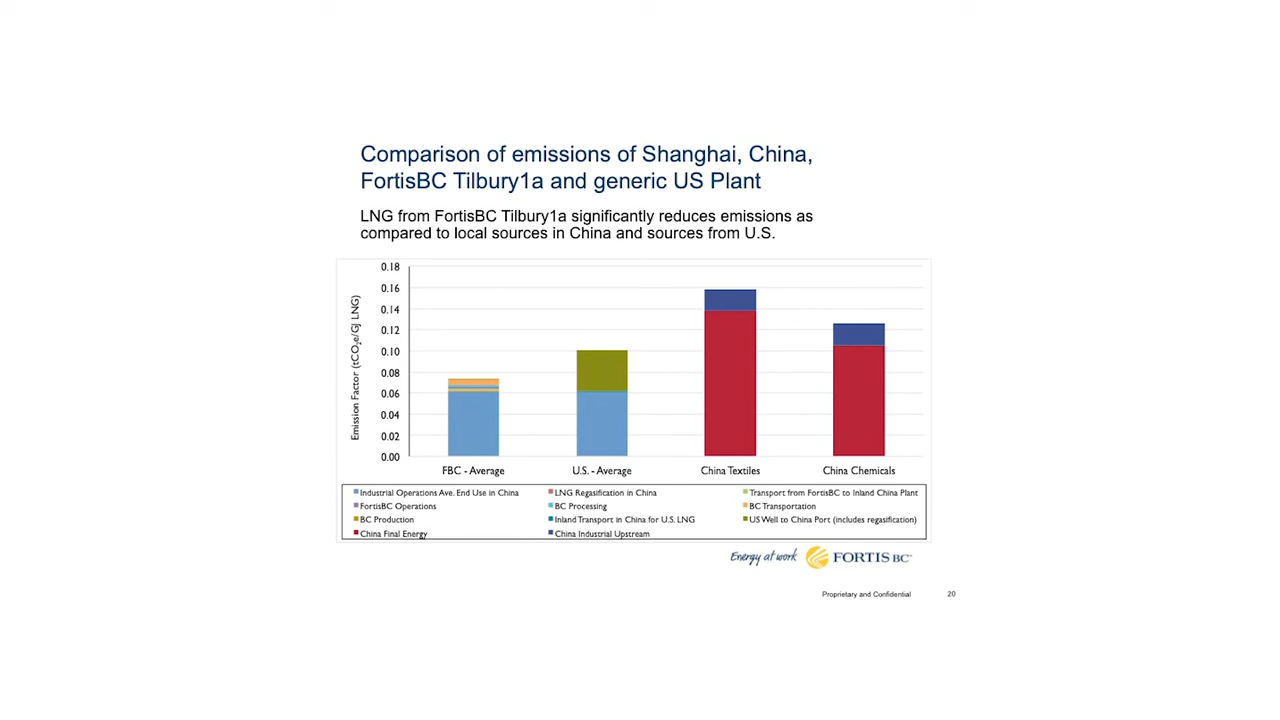 Comparison of emissions of Shanghai, China,
FortisBC Tilbury1a and generic US Plant
LNG from FortisBC Tilbury1a significantly reduces emissions as
compared to local sources in China and sources from U.S.
Emission Factor (tCO2e/Gj LNG)
0.18
0.16
0.14
0.12
0.10
0.08
0.06
0.04
0.02
0.00
FBC - Average U.S. - Average China Textiles China Chemicals
Industrial Operations Ave. End Use in China LNG Regasification in China Transport from FortisBC to Inland China Plant
FortisBC Operations BC Processing BC Transportation
BC Production Inland Transport in China for U.S. LNG US Well to China Port (includes regasification)
China Final Energy China Industrial Upstream
Energy at work FORTIS BC™
Proprietary and Confidential 20